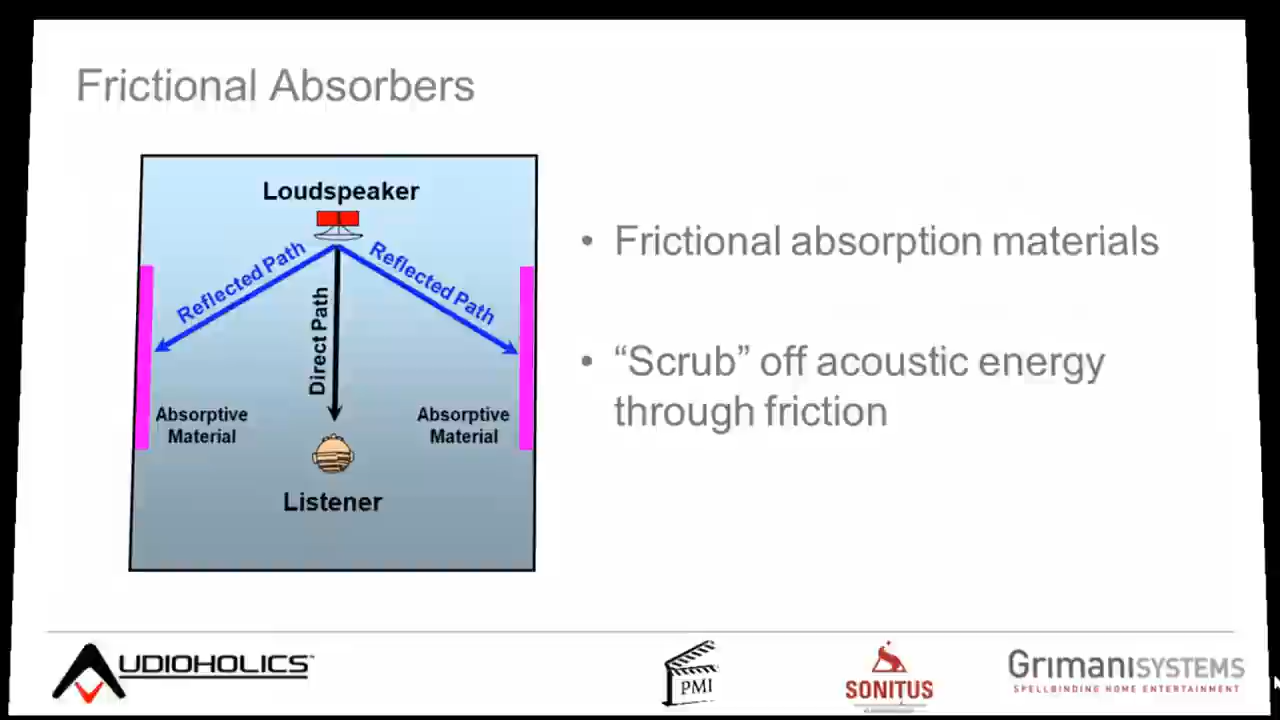 Frictional Absorbers
Loudspeaker
Reflected Path
Reflected Path
Direct Path
Absorptive
Material
Absorptive
Material
Listener
• Frictional absorption materials
• “Scrub” off acoustic energy
through friction
AUDIOHOLICS™
PMI
SONITUS
GRIMANISYSTEMS
SPELLBINDING HOME ENTERTAINMENT